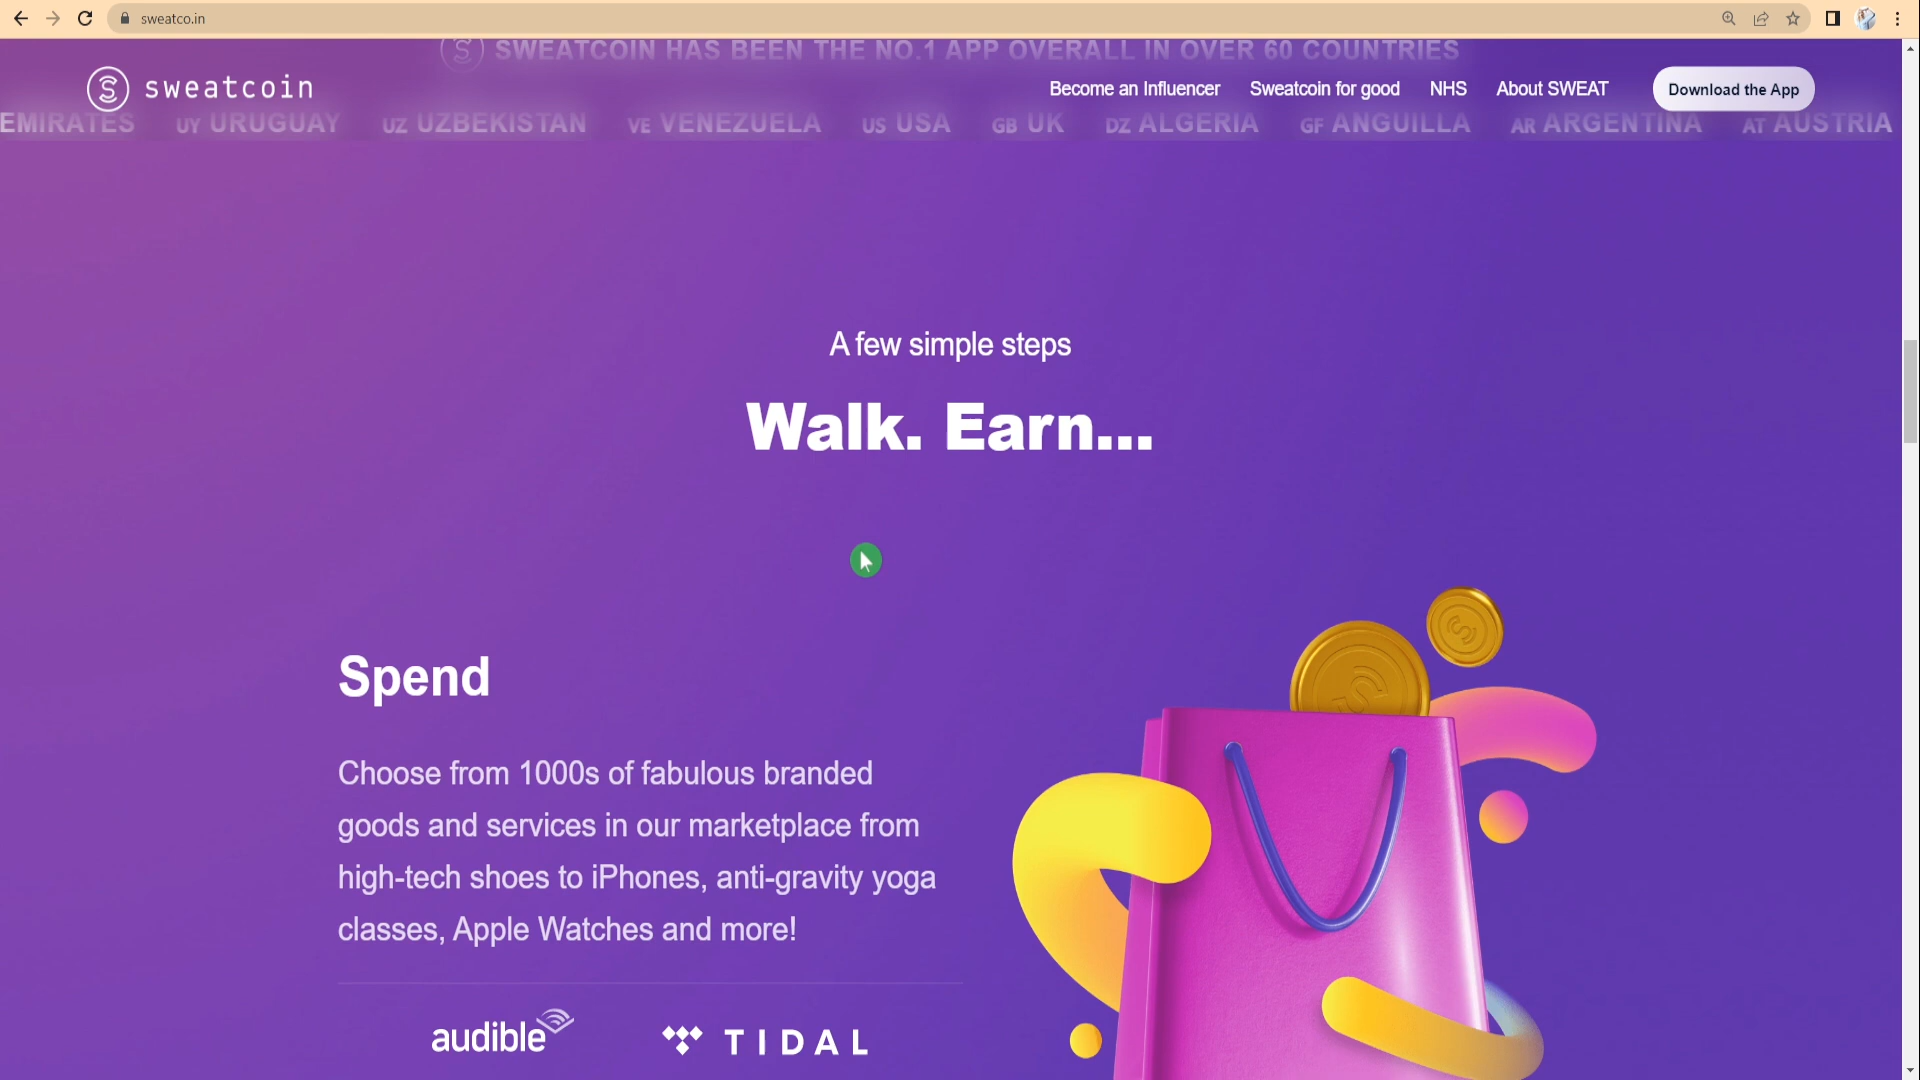 sweatco.in
SWEATCOIN HAS BEEN THE NO.1 APP OVERALL IN OVER 60 COUNTRIES
sweatcoin
Become an Influencer
Sweatcoin for good
NHS
About SWEAT
Download the App
EMIRATES UY URUGUAY UZ UZBEKISTAN VE VENEZUELA US USA GB UK DZ ALGERIA GF ANGUILLA AR ARGENTINA AT AUSTRIA
A few simple steps
Walk. Earn...
Spend
Choose from 1000s of fabulous branded
goods and services in our marketplace from
high-tech shoes to iPhones, anti-gravity yoga
classes, Apple Watches and more!
audible
TIDAL